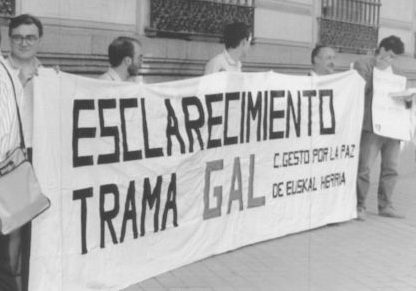 ESCLARECIMIENTO
TRAMA GAL
C. GESTO POR LA PAZ
DE EUSKAL HERRIA